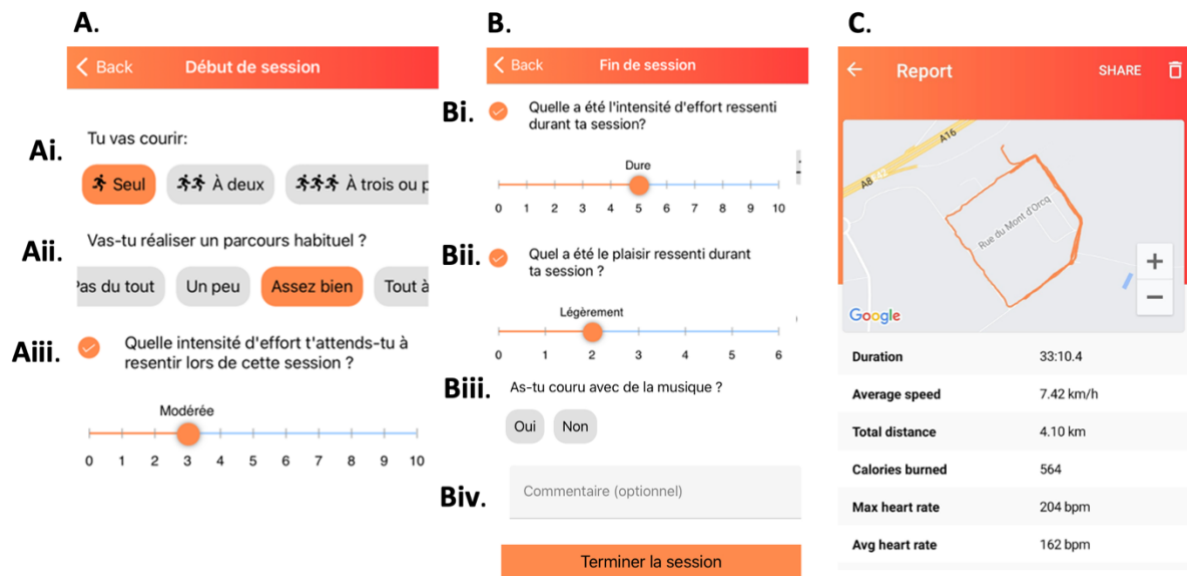 A.
Back Début de session
Ai.
Tu vas courir:
Seul À deux À trois ou p
Aii.
Vas-tu réaliser un parcours habituel ?
Pas du tout Un peu Assez bien Tout à
Aiii.
Quelle intensité d'effort t'attends-tu à
resentir lors de cette session ?
Modérée
0 1 2 3 4 5 6 7 8 9 10
B.
Back Fin de session
Bi.
Quelle a été l'intensité d'effort ressenti
durant ta session?
Dure
0 1 2 3 4 5 6 7 8 9 10
Bii.
Quel a été le plaisir ressenti durant
ta session ?
Légèrement
0 1 2 3 4 5 6
Biii.
As-tu couru avec de la musique ?
Oui Non
Biv.
Commentaire (optionnel)
Terminer la session
C.
Report SHARE
A16
A8
Rue du Mont d'Orcq
+
−
Google
Duration 33:10.4
Average speed 7.42 km/h
Total distance 4.10 km
Calories burned 564
Max heart rate 204 bpm
Avg heart rate 162 bpm